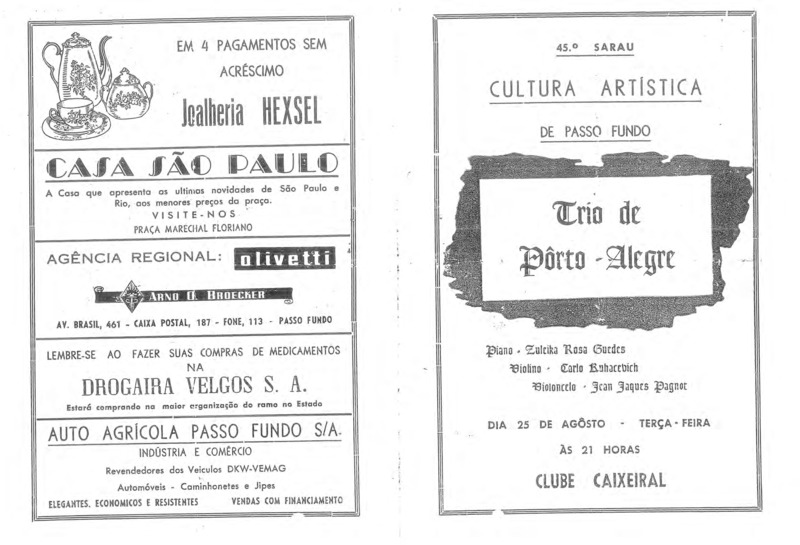 EM 4 PAGAMENTOS SEM
ACRÉSCIMO
Joalheria HEXSEL
CASA SÃO PAULO
A Casa que apresenta as ultimas novidades de São Paulo e
Rio, aos menores preços da praça.
VISITE-NOS
PRAÇA MARECHAL FLORIANO
AGÊNCIA REGIONAL: olivetti
ARNO O. BROECKER
AV. BRASIL, 461 - CAIXA POSTAL, 187 - FONE, 113 - PASSO FUNDO
LEMBRE-SE AO FAZER SUAS COMPRAS DE MEDICAMENTOS
NA
DROGAIRA VELGOS S. A.
Estará comprando na maior organização do ramo no Estado
AUTO AGRÍCOLA PASSO FUNDO S/A.
INDÚSTRIA E COMÉRCIO
Revendedores dos Veiculos DKW-VEMAG
Automóveis - Caminhonetes e Jipes
ELEGANTES, ECONOMICOS E RESISTENTES VENDAS COM FINANCIAMENTO
45.º SARAU
CULTURA ARTÍSTICA
DE PASSO FUNDO
Trio de
Pôrto - Alegre
Piano - Zuleika Rosa Guedes
Violino - Carlo Kuhacevich
Violoncelo - Jean Jaques Pagnot
DIA 25 DE AGÔSTO - TERÇA-FEIRA
ÀS 21 HORAS
CLUBE CAIXEIRAL